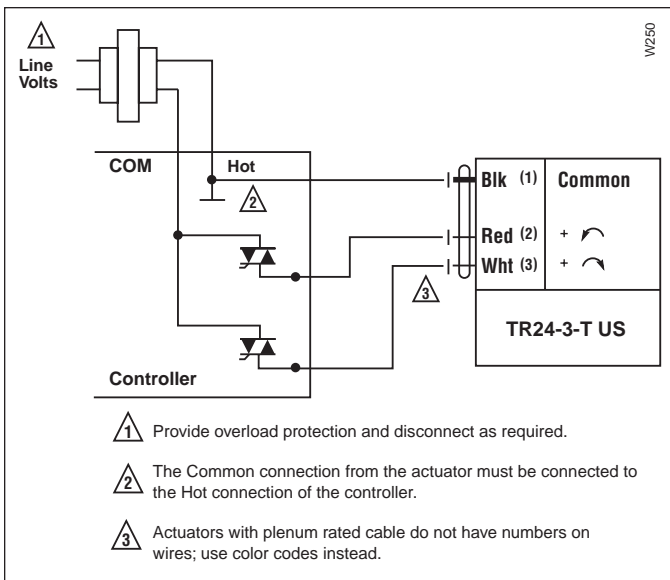 W250
1
Line
Volts
COM Hot
2
Blk (1) Common
Red (2) +
Wht (3) +
3
TR24-3-T US
Controller
1 Provide overload protection and disconnect as required.
2 The Common connection from the actuator must be connected to
the Hot connection of the controller.
3 Actuators with plenum rated cable do not have numbers on
wires; use color codes instead.